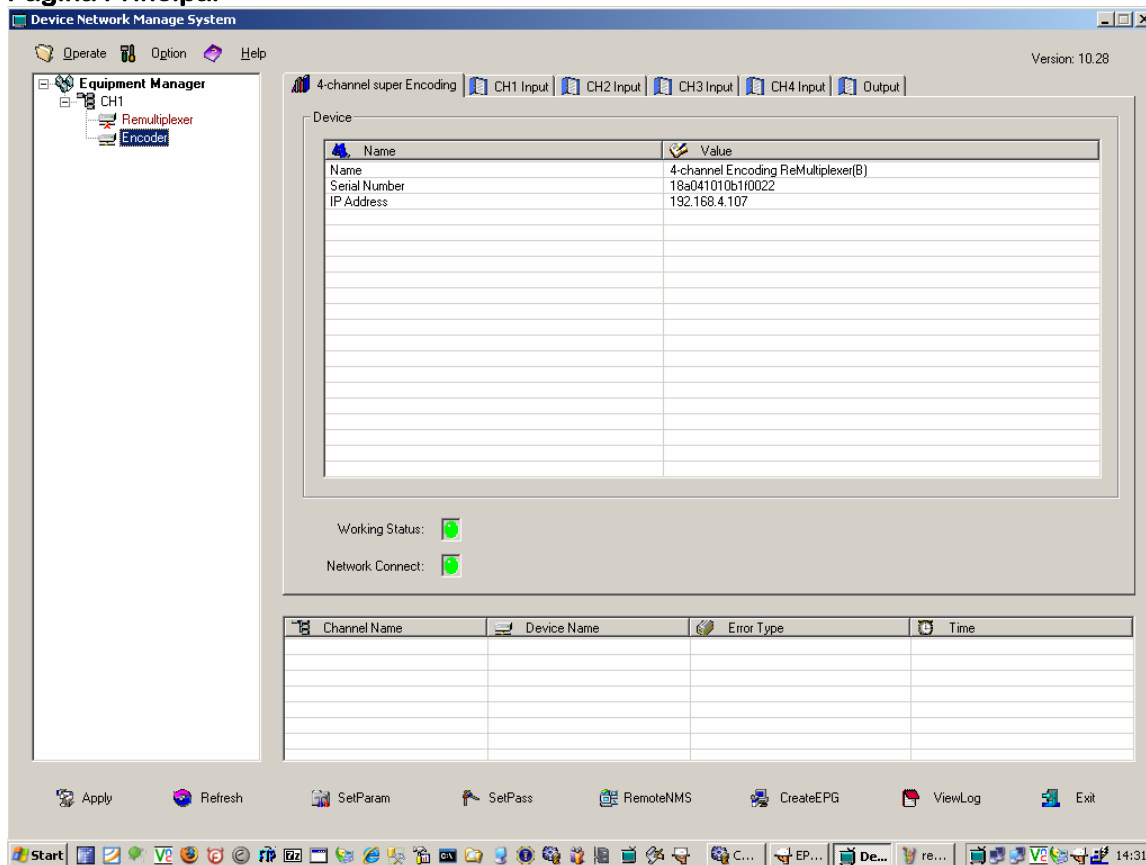 Página Principal
Device Network Manage System
Operate Option Help
Version: 10.28
Equipment Manager
CH1
Remultiplexer
Encoder
4-channel super Encoding CH1 Input CH2 Input CH3 Input CH4 Input Output
Device
Name Value
Name 4-channel Encoding ReMultiplexer(B)
Serial Number 18a041010b1f0022
IP Address 192.168.4.107
Working Status:
Network Connect:
Channel Name Device Name Error Type Time
Apply Refresh SetParam SetPass RemoteNMS CreateEPG ViewLog Exit
Start C... EP... De... re...